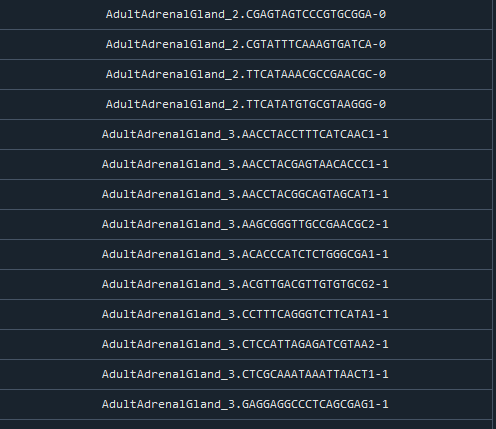 AdultAdrenalGland_2.CGAGTAGTCCCGTGCGGA-0
AdultAdrenalGland_2.CGTATTTCAAAGTGATCA-0
AdultAdrenalGland_2.TTCATAAACGCCGAACGC-0
AdultAdrenalGland_2.TTCATATGTGCGTAAGGG-0
AdultAdrenalGland_3.AACCTACCTTTCATCAAC1-1
AdultAdrenalGland_3.AACCTACGAGTAACACCC1-1
AdultAdrenalGland_3.AACCTACGGCAGTAGCAT1-1
AdultAdrenalGland_3.AAGCGGGTTGCCGAACGC2-1
AdultAdrenalGland_3.ACACCCATCTCTGGGCGA1-1
AdultAdrenalGland_3.ACGTTGACGTTGTGTGCG2-1
AdultAdrenalGland_3.CCTTTCAGGGTCTTCATA1-1
AdultAdrenalGland_3.CTCCATTAGAGATCGTAA2-1
AdultAdrenalGland_3.CTCGCAAATAAATTAACT1-1
AdultAdrenalGland_3.GAGGAGGCCCTCAGCGAG1-1